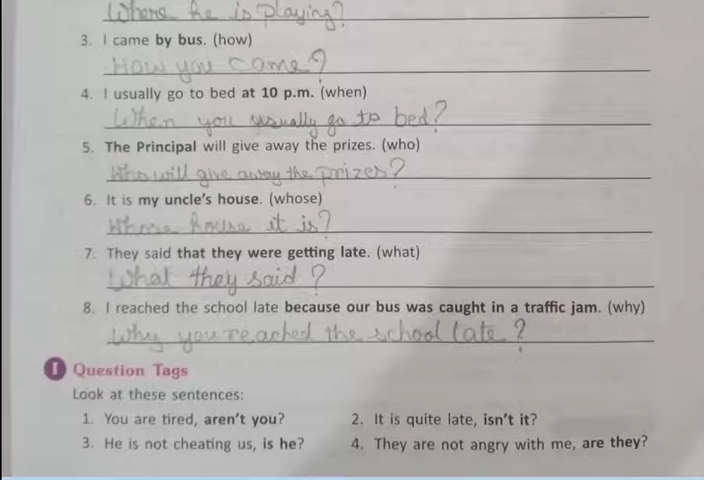 Where he is playing?
3. I came by bus. (how)
How you came?
4. I usually go to bed at 10 p.m. (when)
When you usually go to bed?
5. The Principal will give away the prizes. (who)
Who will give away the prizes?
6. It is my uncle's house. (whose)
Whose house it is?
7. They said that they were getting late. (what)
What they said?
8. I reached the school late because our bus was caught in a traffic jam. (why)
Why you reached the school late?
I Question Tags
Look at these sentences:
1. You are tired, aren't you? 2. It is quite late, isn't it?
3. He is not cheating us, is he? 4. They are not angry with me, are they?